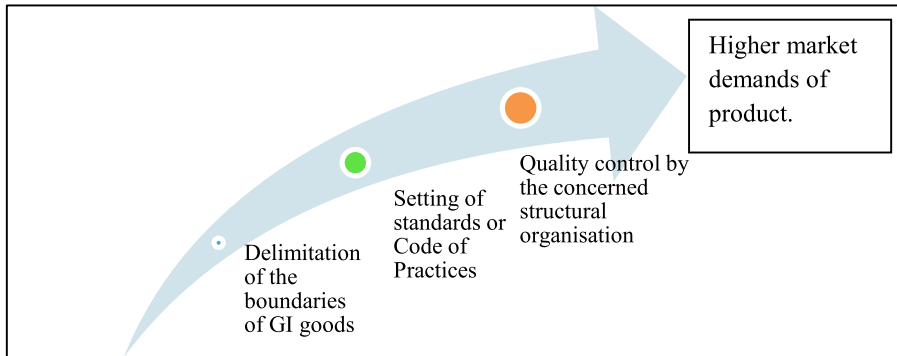 Delimitation
of the
boundaries
of GI goods
Setting of
standards or
Code of
Practices
Quality control by
the concerned
structural
organisation
Higher market
demands of
product.